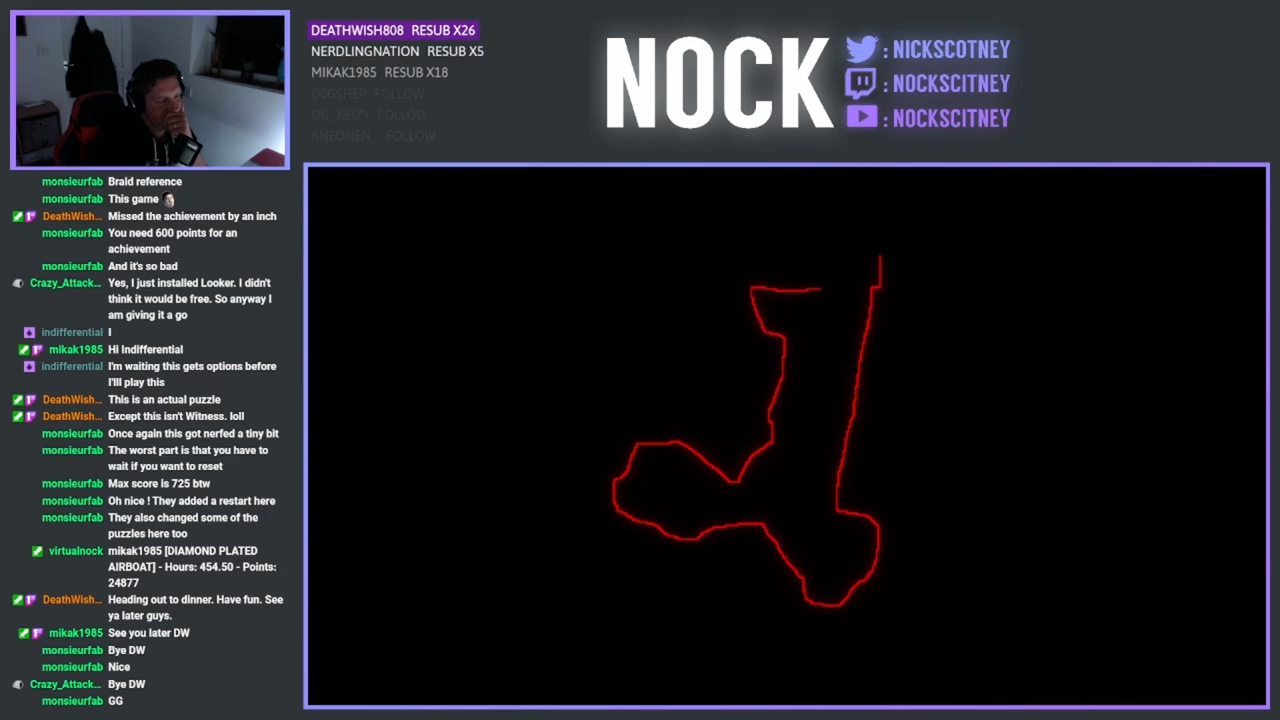 DEATHWISH808 RESUB X26
NERDLINGNATION RESUB X5
MIKAK1985 RESUB X18
D0GSHEP FOLLOW
OG_KEIZY FOLLOW
ANEONEN_ FOLLOW
NOCK
: NICKSCOTNEY
: NOCKSCITNEY
: NOCKSCITNEY
monsieurfab Braid reference
monsieurfab This game
DeathWish... Missed the achievement by an inch
monsieurfab You need 600 points for an
achievement
monsieurfab And it's so bad
Crazy_Attack... Yes, I just installed Looker. I didn't
think it would be free. So anyway I
am giving it a go
indifferential I
mikak1985 Hi Indifferential
indifferential I'm waiting this gets options before
I'lll play this
DeathWish... This is an actual puzzle
DeathWish... Except this isn't Witness. loll
monsieurfab Once again this got nerfed a tiny bit
monsieurfab The worst part is that you have to
wait if you want to reset
monsieurfab Max score is 725 btw
monsieurfab Oh nice ! They added a restart here
monsieurfab They also changed some of the
puzzles here too
virtualnock mikak1985 [DIAMOND PLATED
AIRBOAT] - Hours: 454.50 - Points:
24877
DeathWish... Heading out to dinner. Have fun. See
ya later guys.
mikak1985 See you later DW
monsieurfab Bye DW
monsieurfab Nice
Crazy_Attack... Bye DW
monsieurfab GG